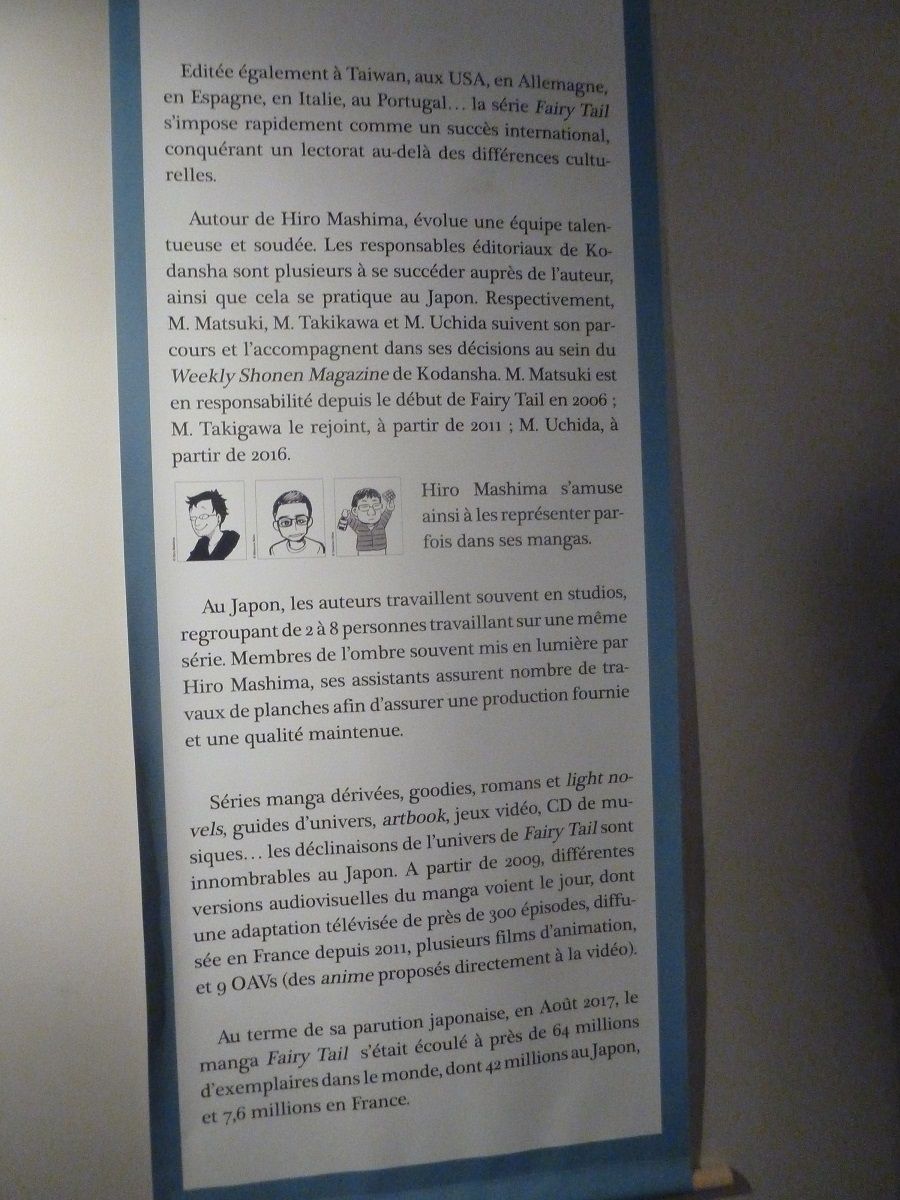 Editée également à Taiwan, aux USA, en Allemagne,
en Espagne, en Italie, au Portugal… la série Fairy Tail
s'impose rapidement comme un succès international,
conquérant un lectorat au-delà des différences cultu-
relles.
Autour de Hiro Mashima, évolue une équipe talen-
tueuse et soudée. Les responsables éditoriaux de Ko-
dansha sont plusieurs à se succéder auprès de l'auteur,
ainsi que cela se pratique au Japon. Respectivement,
M. Matsuki, M. Takikawa et M. Uchida suivent son par-
cours et l'accompagnent dans ses décisions au sein du
Weekly Shonen Magazine de Kodansha. M. Matsuki est
en responsabilité depuis le début de Fairy Tail en 2006 ;
M. Takigawa le rejoint, à partir de 2011 ; M. Uchida, à
partir de 2016.
Hiro Mashima s'amuse
ainsi à les représenter par-
fois dans ses mangas.
Au Japon, les auteurs travaillent souvent en studios,
regroupant de 2 à 8 personnes travaillant sur une même
série. Membres de l'ombre souvent mis en lumière par
Hiro Mashima, ses assistants assurent nombre de tra-
vaux de planches afin d'assurer une production fournie
et une qualité maintenue.
Séries manga dérivées, goodies, romans et light no-
vels, guides d'univers, artbook, jeux vidéo, CD de mu-
siques… les déclinaisons de l'univers de Fairy Tail sont
innombrables au Japon. A partir de 2009, différentes
versions audiovisuelles du manga voient le jour, dont
une adaptation télévisée de près de 300 épisodes, diffu-
sée en France depuis 2011, plusieurs films d'animation,
et 9 OAVs (des anime proposés directement à la vidéo).
Au terme de sa parution japonaise, en Août 2017, le
manga Fairy Tail s'était écoulé à près de 64 millions
d'exemplaires dans le monde, dont 42 millions au Japon,
et 7,6 millions en France.